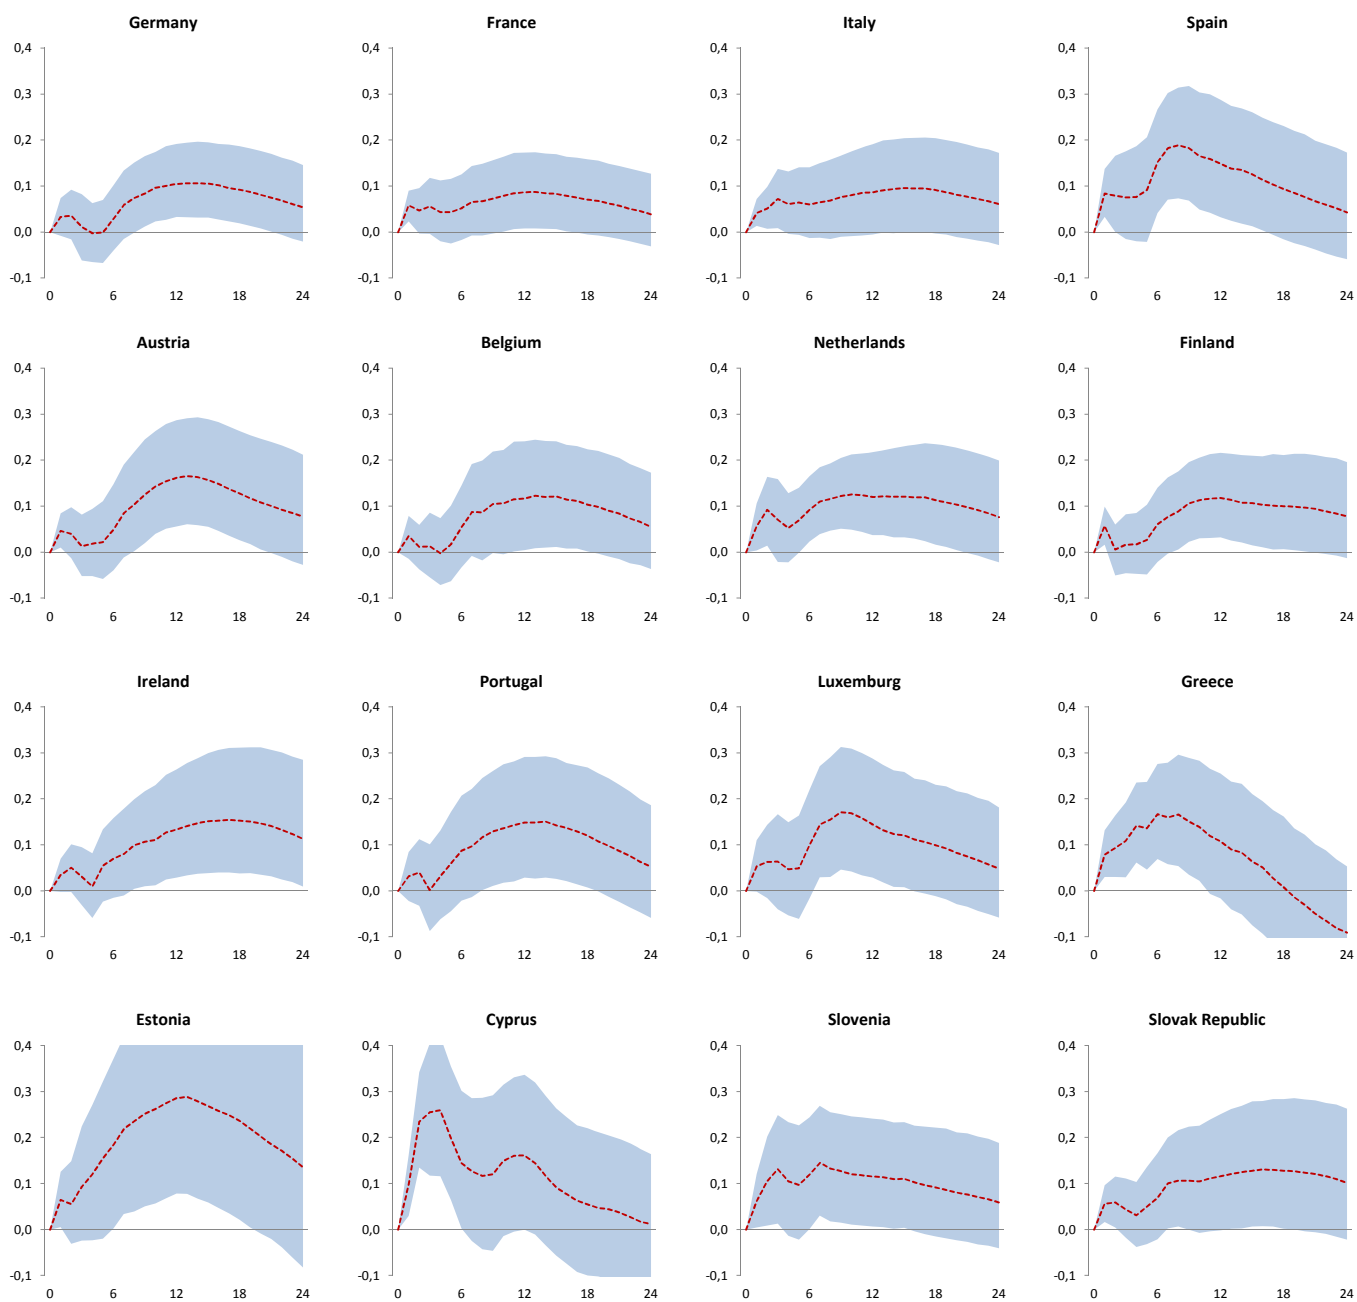 Germany France Italy Spain
0,4 0,4 0,4 0,4
0,3 0,3 0,3 0,3
0,2 0,2 0,2 0,2
0,1 0,1 0,1 0,1
0,0 0,0 0,0 0,0
-0,1 -0,1 -0,1 -0,1
0 6 12 18 24 0 6 12 18 24 0 6 12 18 24 0 6 12 18 24
Austria Belgium Netherlands Finland
0,4 0,4 0,4 0,4
0,3 0,3 0,3 0,3
0,2 0,2 0,2 0,2
0,1 0,1 0,1 0,1
0,0 0,0 0,0 0,0
-0,1 -0,1 -0,1 -0,1
0 6 12 18 24 0 6 12 18 24 0 6 12 18 24 0 6 12 18 24
Ireland Portugal Luxemburg Greece
0,4 0,4 0,4 0,4
0,3 0,3 0,3 0,3
0,2 0,2 0,2 0,2
0,1 0,1 0,1 0,1
0,0 0,0 0,0 0,0
-0,1 -0,1 -0,1 -0,1
0 6 12 18 24 0 6 12 18 24 0 6 12 18 24 0 6 12 18 24
Estonia Cyprus Slovenia Slovak Republic
0,4 0,4 0,4 0,4
0,3 0,3 0,3 0,3
0,2 0,2 0,2 0,2
0,1 0,1 0,1 0,1
0,0 0,0 0,0 0,0
-0,1 -0,1 -0,1 -0,1
0 6 12 18 24 0 6 12 18 24 0 6 12 18 24 0 6 12 18 24